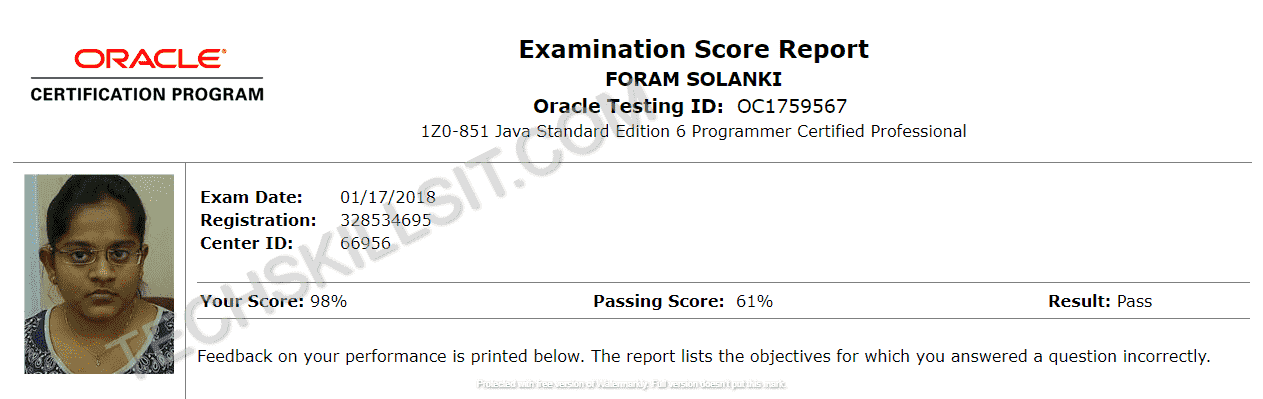 ORACLE
CERTIFICATION PROGRAM
Examination Score Report
FORAM SOLANKI
Oracle Testing ID: OC1759567
1Z0-851 Java Standard Edition 6 Programmer Certified Professional
Exam Date: 01/17/2018
Registration: 328534695
Center ID: 66956
Your Score: 98% Passing Score: 61% Result: Pass
Feedback on your performance is printed below. The report lists the objectives for which you answered a question incorrectly.
TECHSKILLSIT.COM
Protected with free version of Watermarkly. Full version doesn't put this mark.